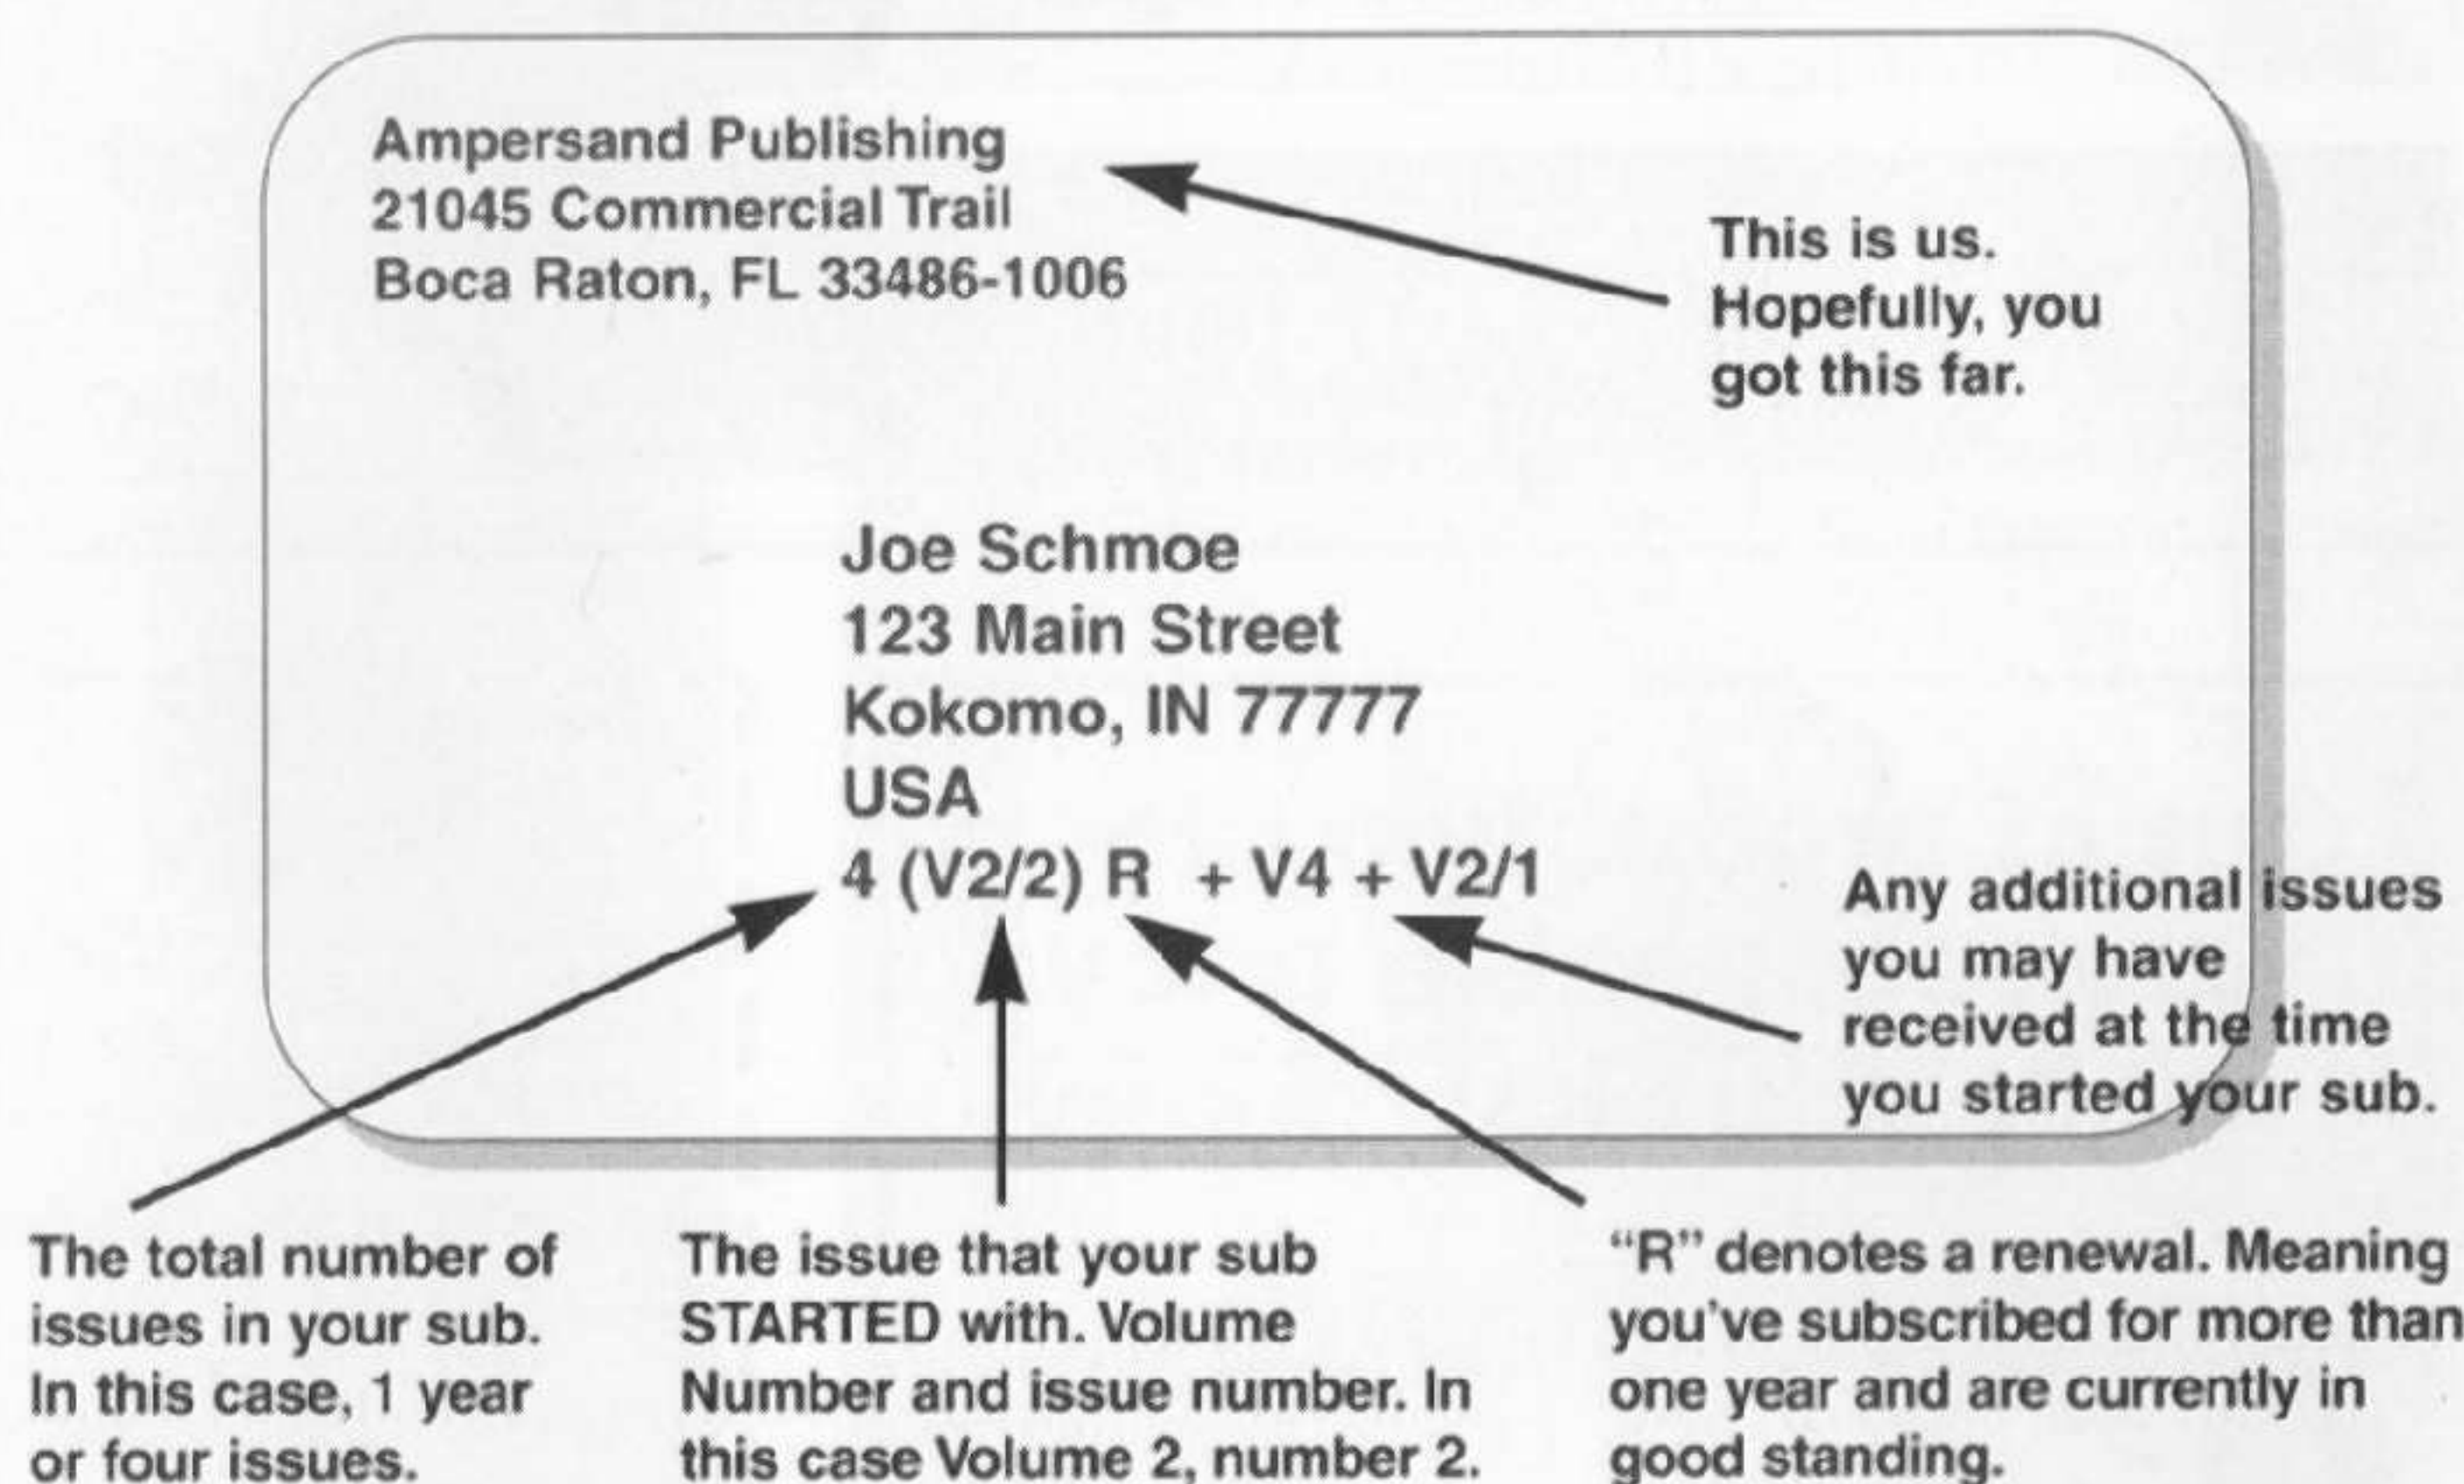 Ampersand Publishing
21045 Commercial Trail
Boca Raton, FL 33486-1006
This is us.
Hopefully, you
got this far.
Joe Schmoe
123 Main Street
Kokomo, IN 77777
USA
4 (V2/2) R + V4 + V2/1
Any additional issues
you may have
received at the time
you started your sub.
The total number of
issues in your sub.
In this case, 1 year
or four issues.
The issue that your sub
STARTED with. Volume
Number and issue number. In
this case Volume 2, number 2.
“R” denotes a renewal. Meaning
you've subscribed for more than
one year and are currently in
good standing.